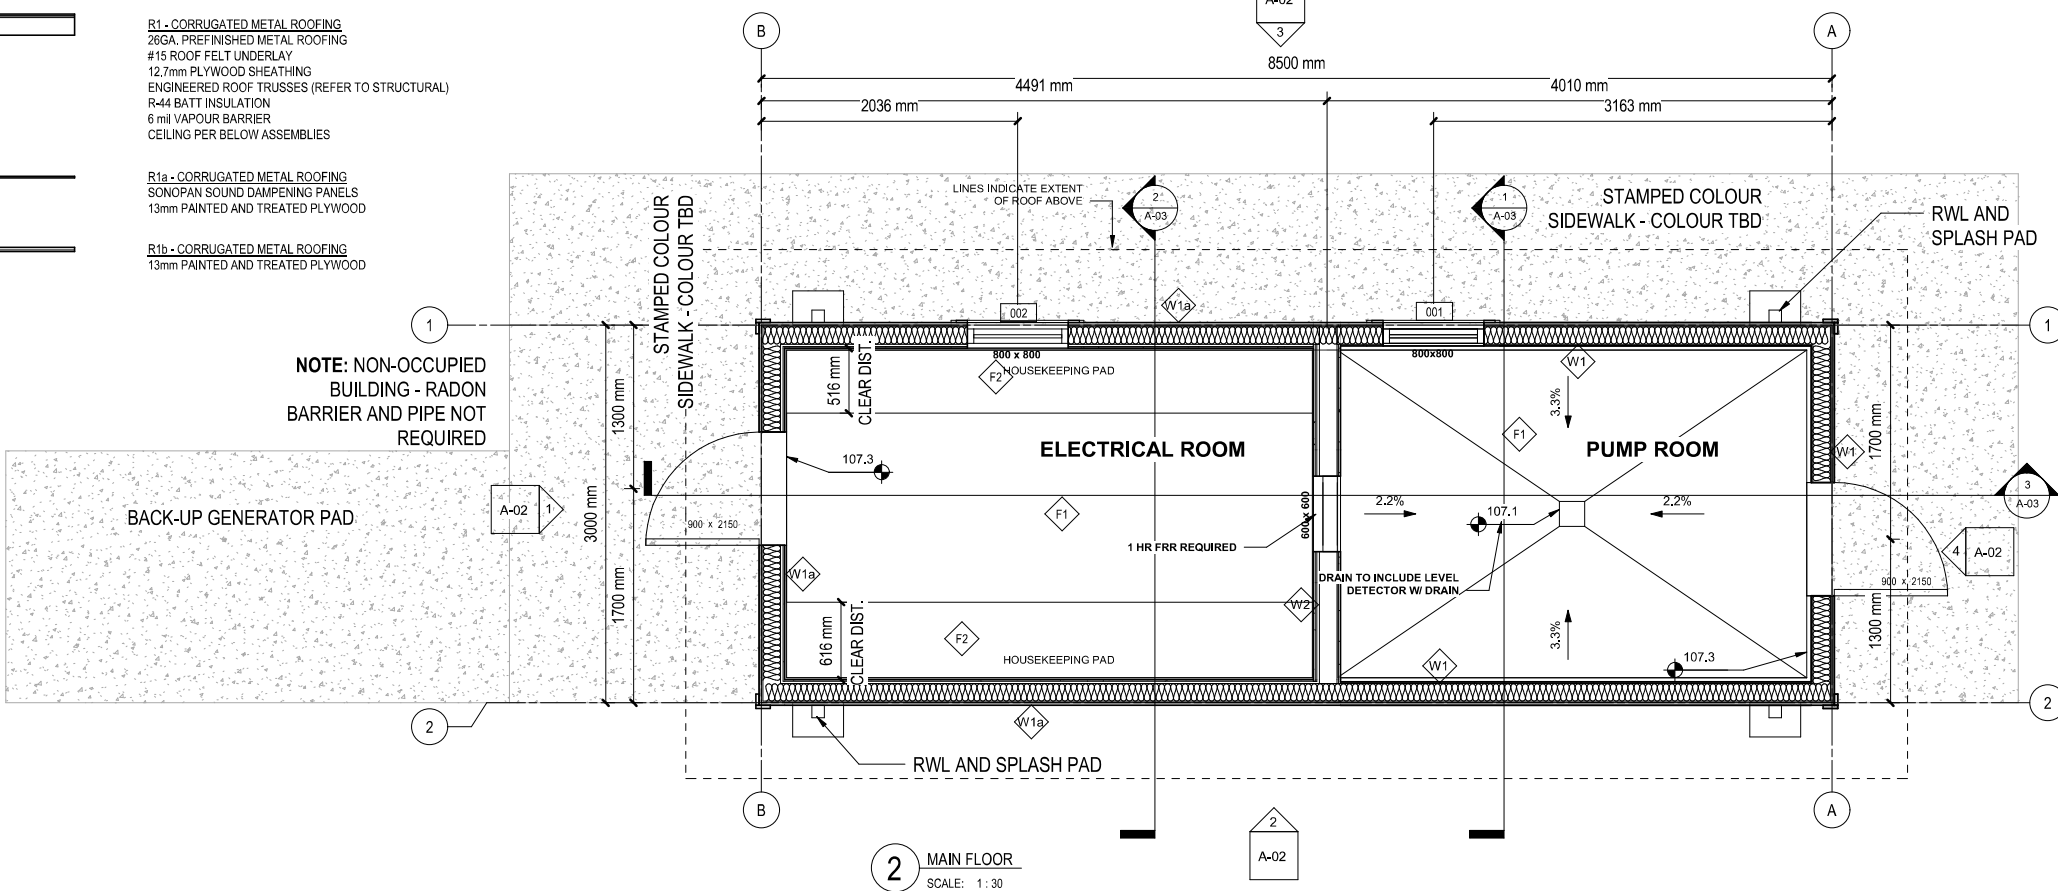 R1 - CORRUGATED METAL ROOFING
26GA. PREFINISHED METAL ROOFING
#15 ROOF FELT UNDERLAY
12.7mm PLYWOOD SHEATHING
ENGINEERED ROOF TRUSSES (REFER TO STRUCTURAL)
R-44 BATT INSULATION
6 mil VAPOUR BARRIER
CEILING PER BELOW ASSEMBLIES
R1a - CORRUGATED METAL ROOFING
SONOPAN SOUND DAMPENING PANELS
13mm PAINTED AND TREATED PLYWOOD
R1b - CORRUGATED METAL ROOFING
13mm PAINTED AND TREATED PLYWOOD
A-02
3
B
A
8500 mm
4491 mm
4010 mm
2036 mm
3163 mm
LINES INDICATE EXTENT
OF ROOF ABOVE
2
A-03
1
A-03
STAMPED COLOUR
SIDEWALK - COLOUR TBD
STAMPED COLOUR
SIDEWALK - COLOUR TBD
RWL AND
SPLASH PAD
1
1
002
W1a
001
800 x 800
800x800
NOTE: NON-OCCUPIED
BUILDING - RADON
BARRIER AND PIPE NOT
REQUIRED
F2
HOUSEKEEPING PAD
W1
516 mm
CLEAR DIST.
1300 mm
3.3%
F1
1700 mm
W1
ELECTRICAL ROOM
PUMP ROOM
107.3
3
A-03
A-02
1
BACK-UP GENERATOR PAD
3000 mm
900 x 2150
F1
600x 600
2.2%
107.1
2.2%
1 HR FRR REQUIRED
4
A-02
W1a
DRAIN TO INCLUDE LEVEL
DETECTOR W/ DRAIN
900 x 2150
1700 mm
W2
616 mm
CLEAR DIST.
F2
3.3%
1300 mm
HOUSEKEEPING PAD
W1
107.3
2
2
W1a
RWL AND SPLASH PAD
B
A
2
A-02
2
MAIN FLOOR
SCALE: 1 : 30